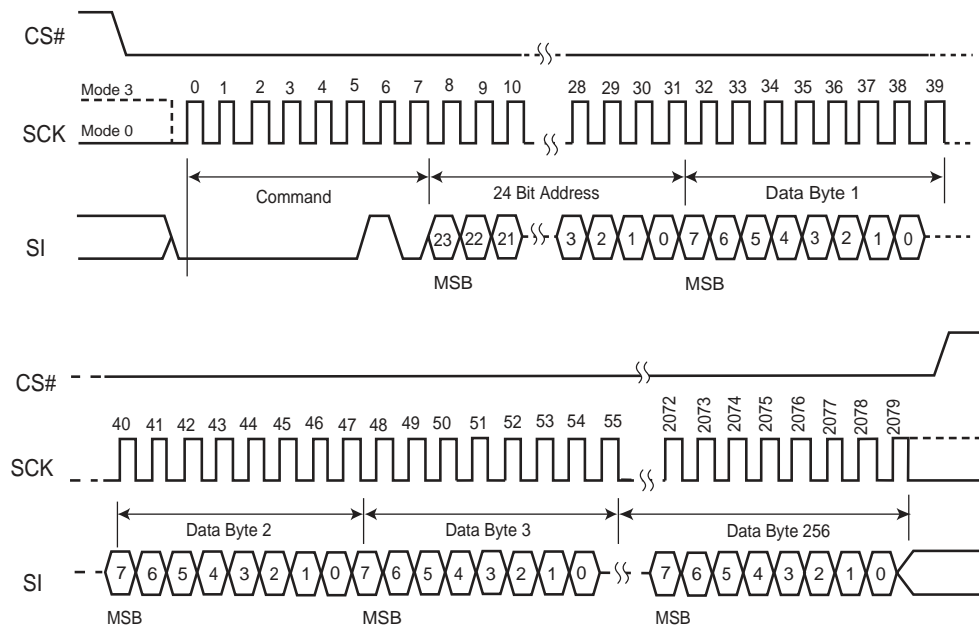 CS#
Mode 3
0 1 2 3 4 5 6 7 8 9 10 28 29 30 31 32 33 34 35 36 37 38 39
SCK
Mode 0
Command
24 Bit Address
Data Byte 1
SI
23 22 21 3 2 1 0 7 6 5 4 3 2 1 0
MSB MSB
CS#
40 41 42 43 44 45 46 47 48 49 50 51 52 53 54 55 2072 2073 2074 2075 2076 2077 2078 2079
SCK
Data Byte 2
Data Byte 3
Data Byte 256
SI
7 6 5 4 3 2 1 0 7 6 5 4 3 2 1 0 7 6 5 4 3 2 1 0
MSB MSB MSB